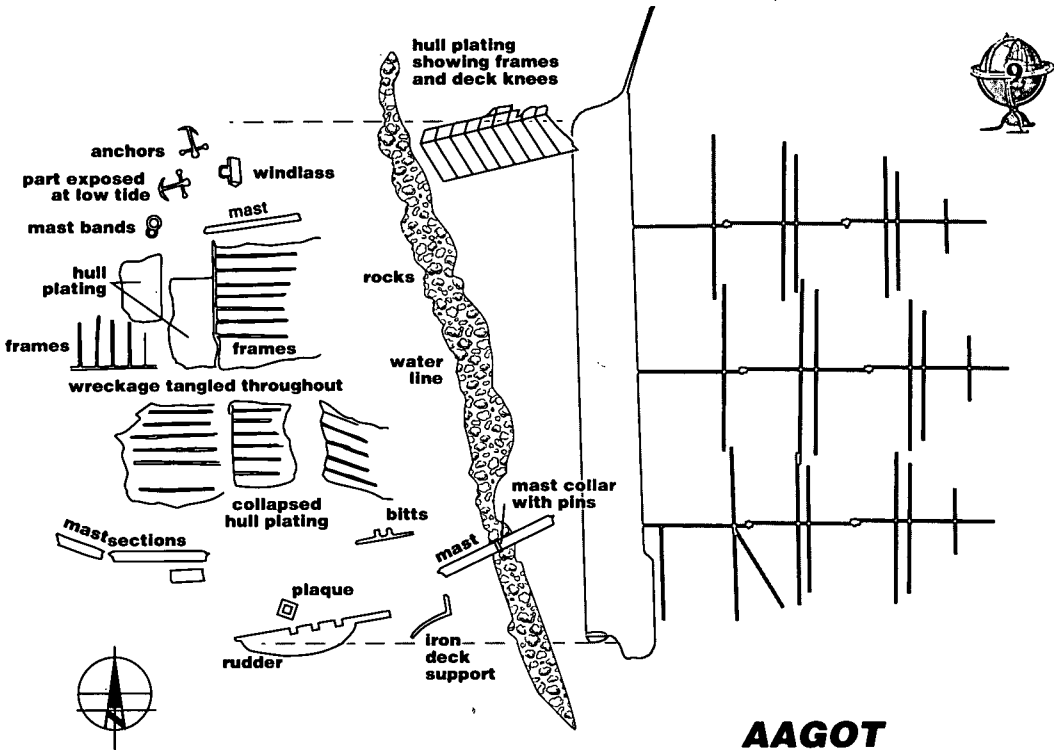 hull plating
showing frames
and deck knees
9
anchors
part exposed
at low tide
windlass
mast bands
mast
hull
plating
rocks
frames
frames
water
line
wreckage tangled throughout
collapsed
hull plating
bitts
mast collar
with pins
mast sections
mast
plaque
rudder
iron
deck
support
N
AAGOT